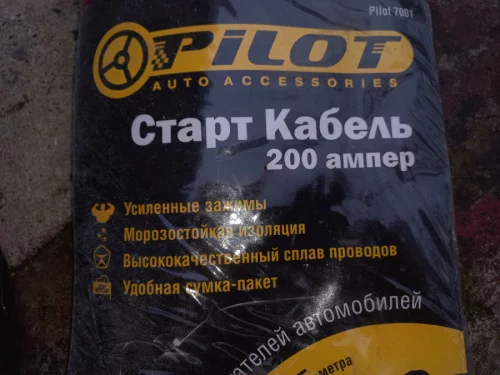 Pilot 7001
PiLOT
AUTO ACCESSORIES
Старт Кабель
200 ампер
Усиленные зажимы
Морозостойкая изоляция
Высококачественный сплав проводов
Удобная сумка-пакет
автомобилей
метра